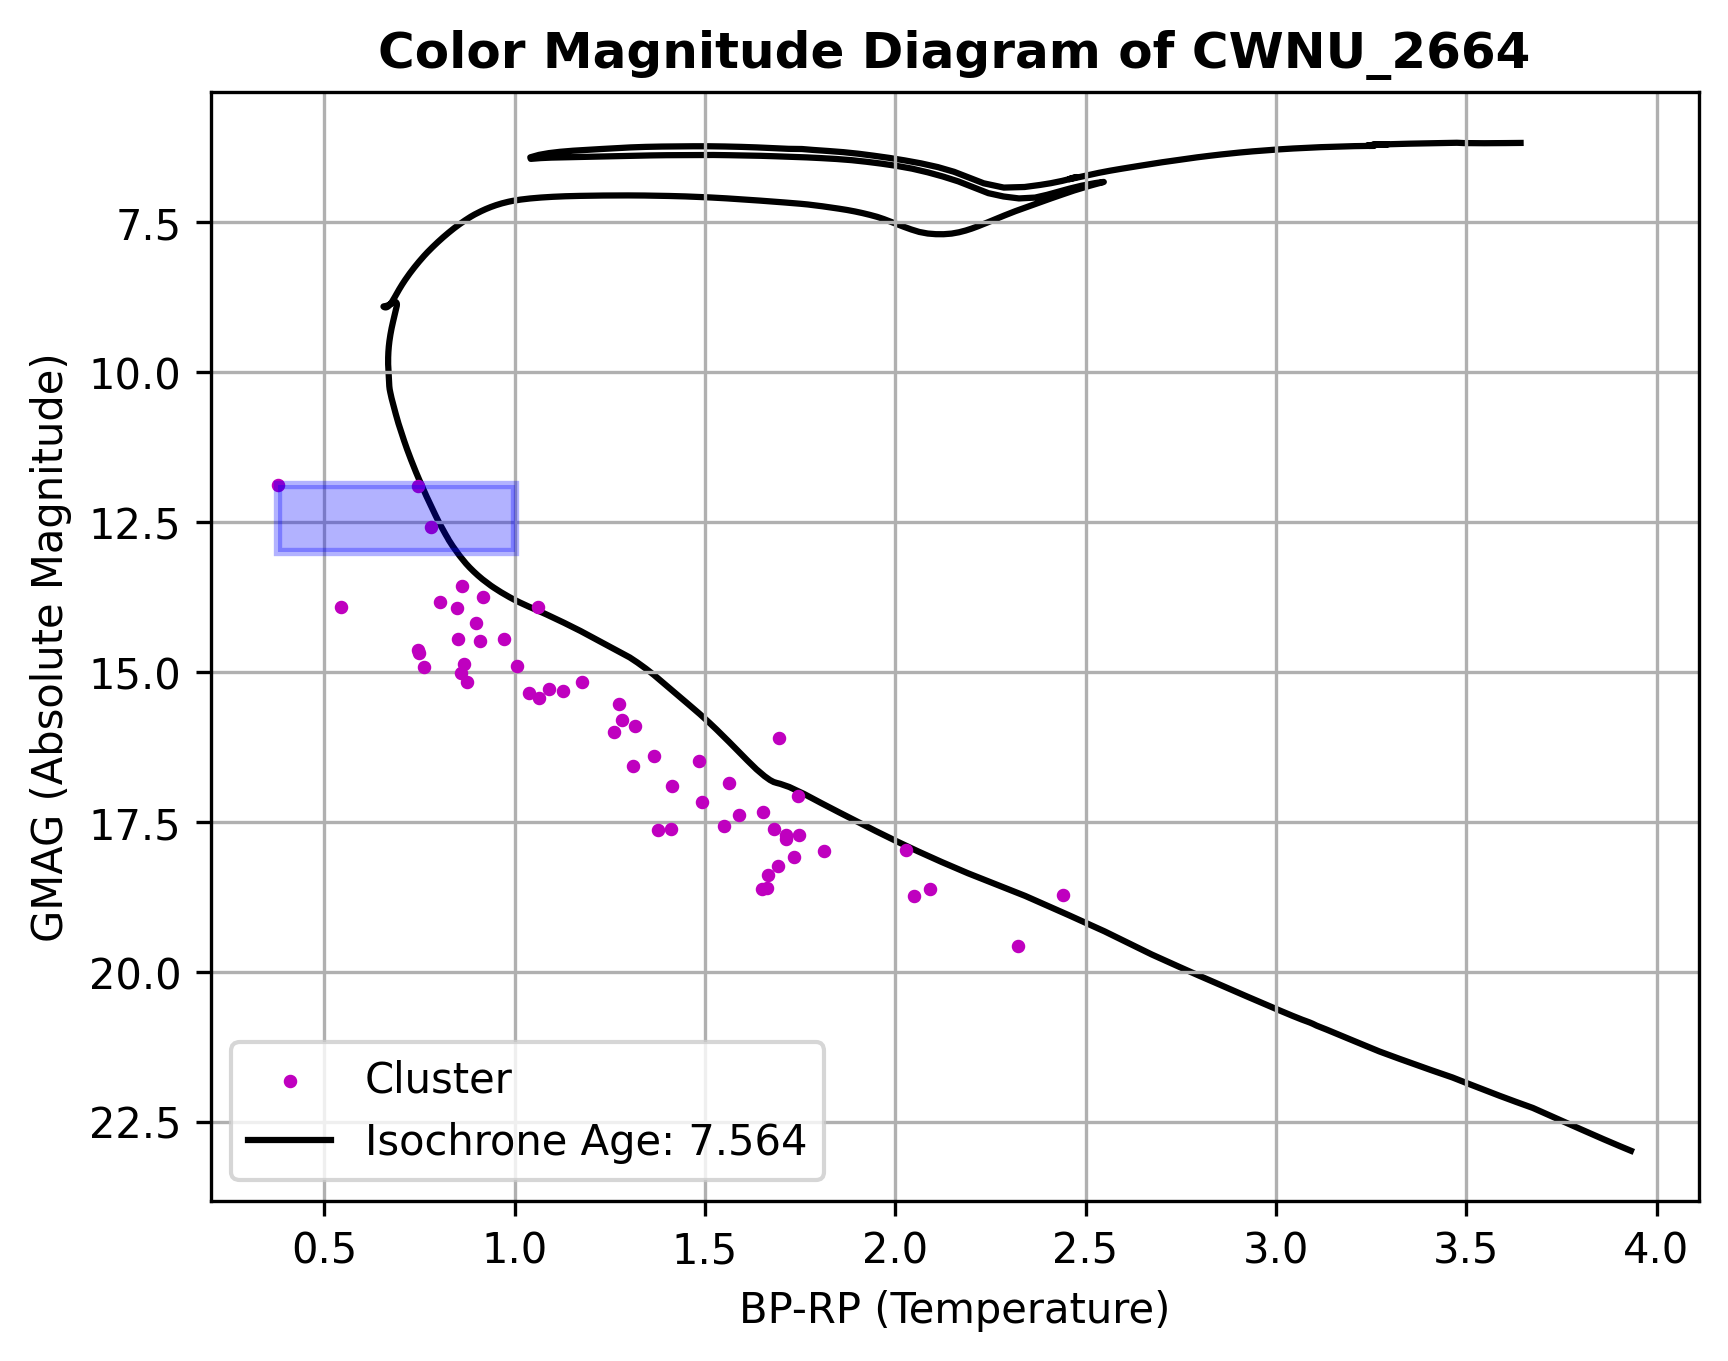 Color Magnitude Diagram of CWNU_2664
GMAG (Absolute Magnitude)
7.5
10.0
12.5
15.0
17.5
20.0
22.5
Cluster
Isochrone Age: 7.564
0.5 1.0 1.5 2.0 2.5 3.0 3.5 4.0
BP-RP (Temperature)